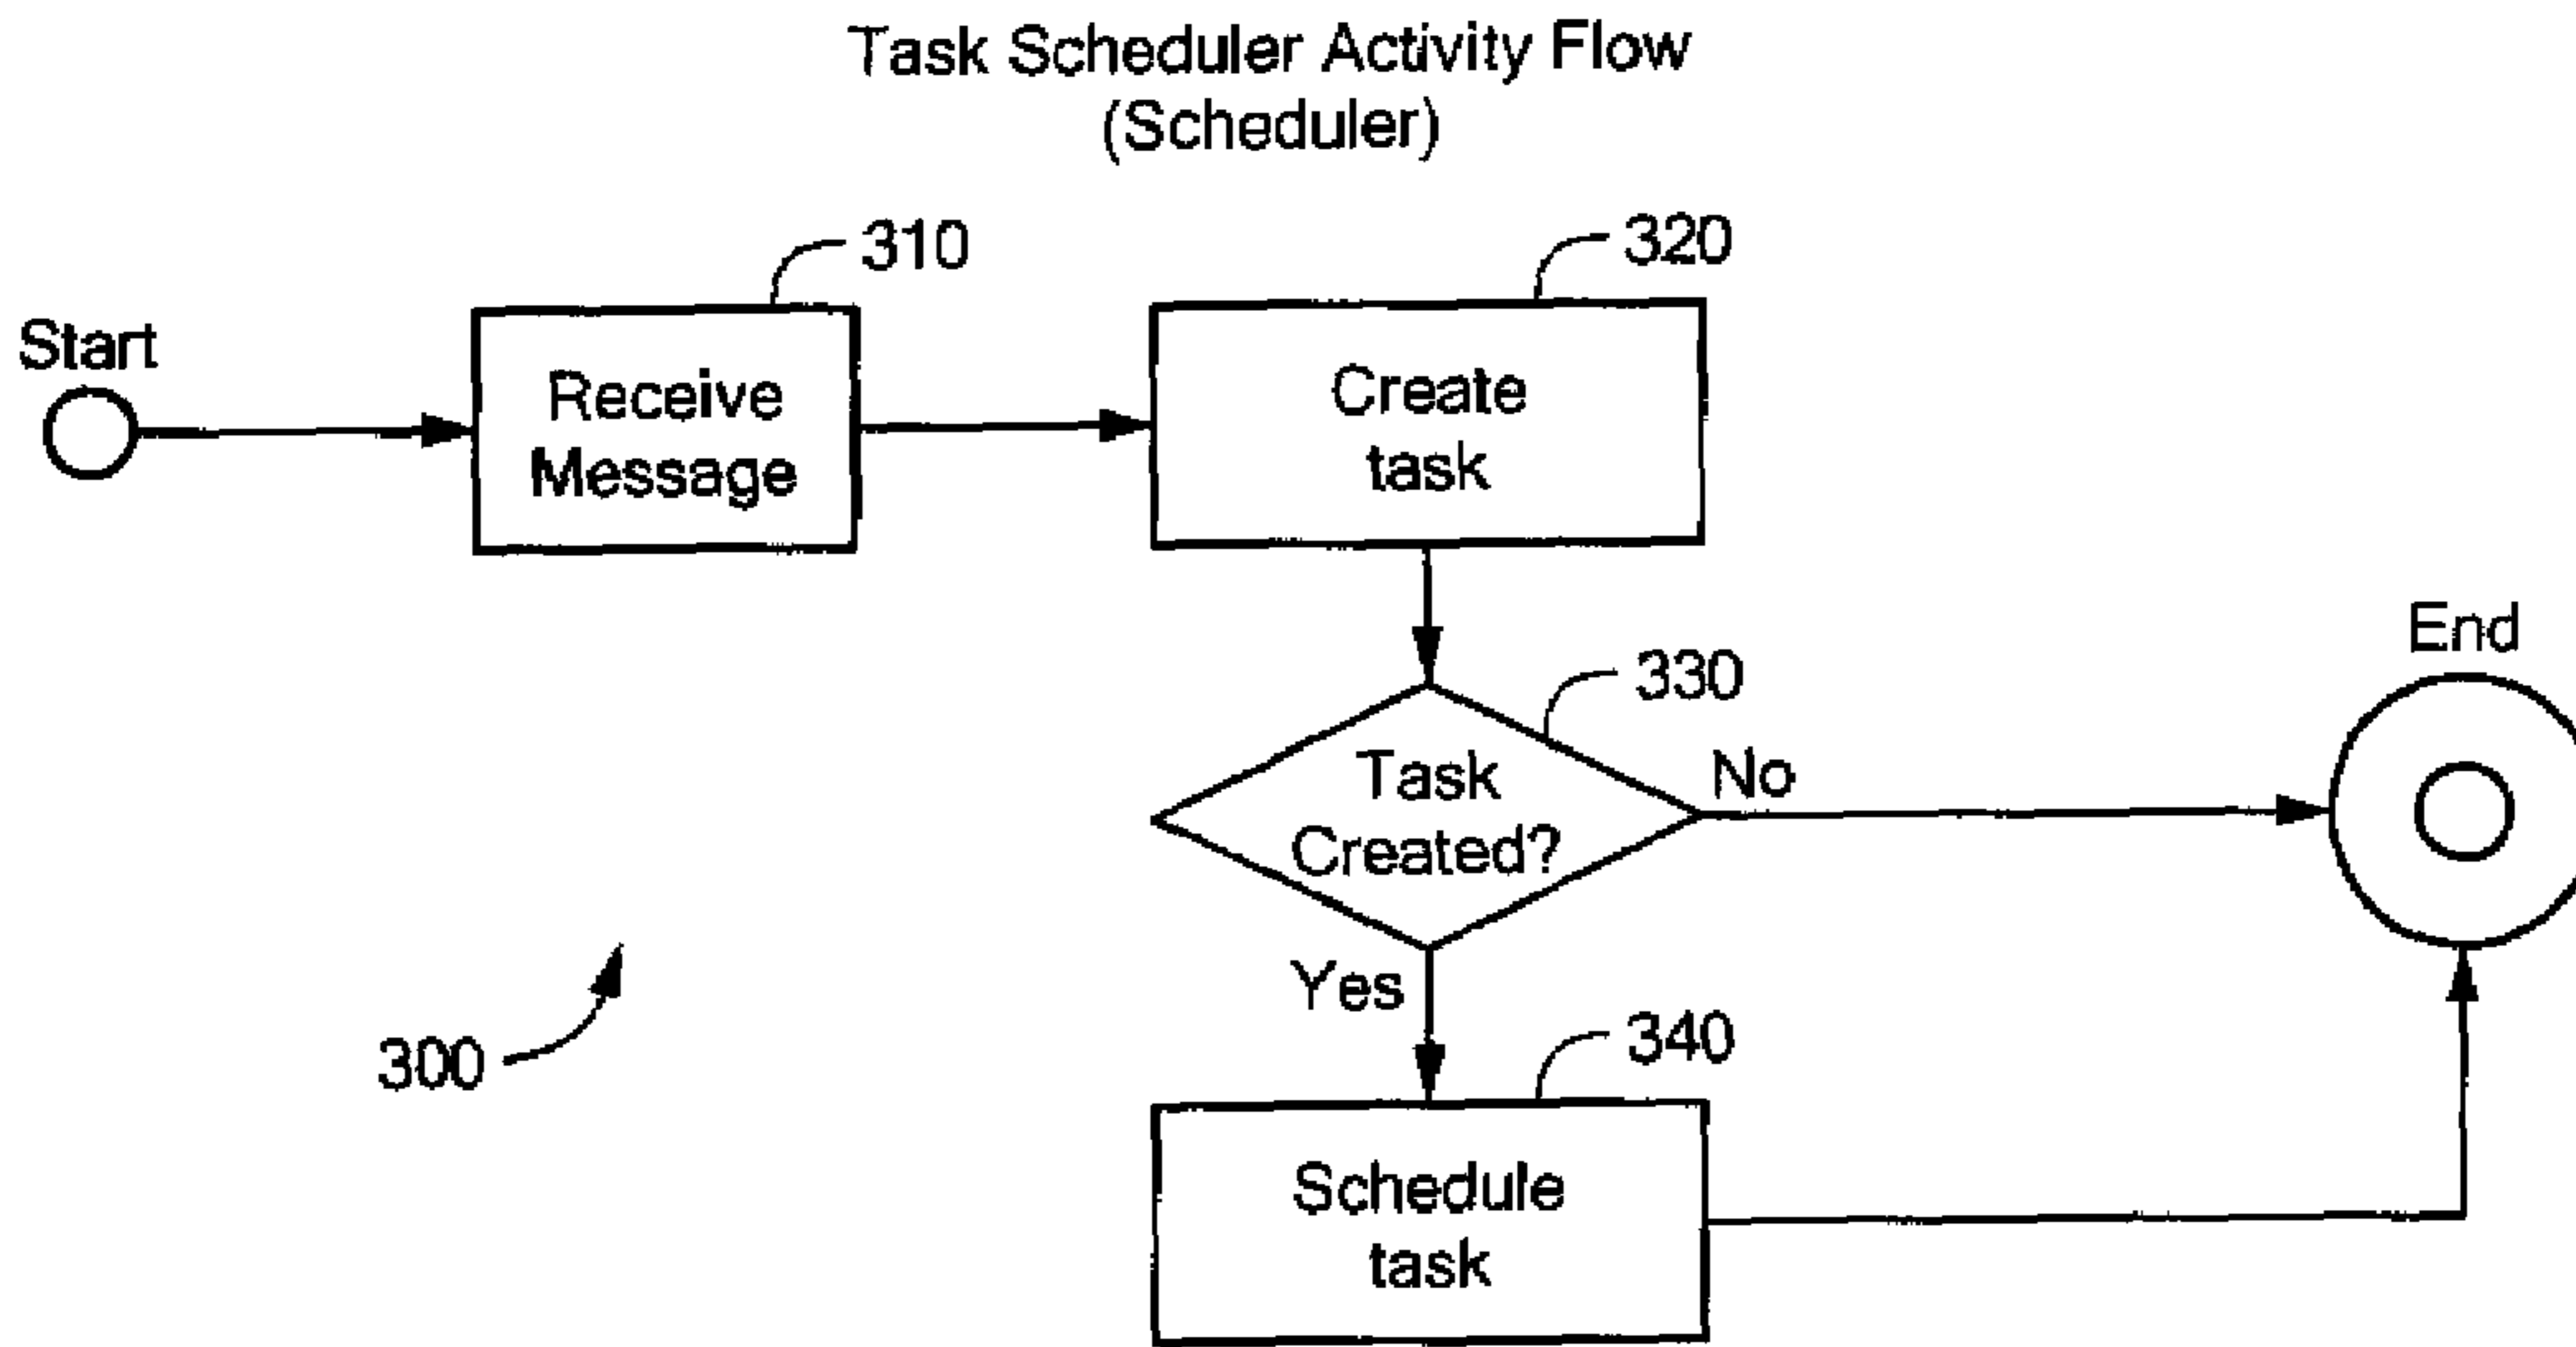 Task Scheduler Activity Flow
(Scheduler)
310
320
Start
Receive
Message
Create
task
End
330
Task
Created?
No
Yes
300
340
Schedule
task